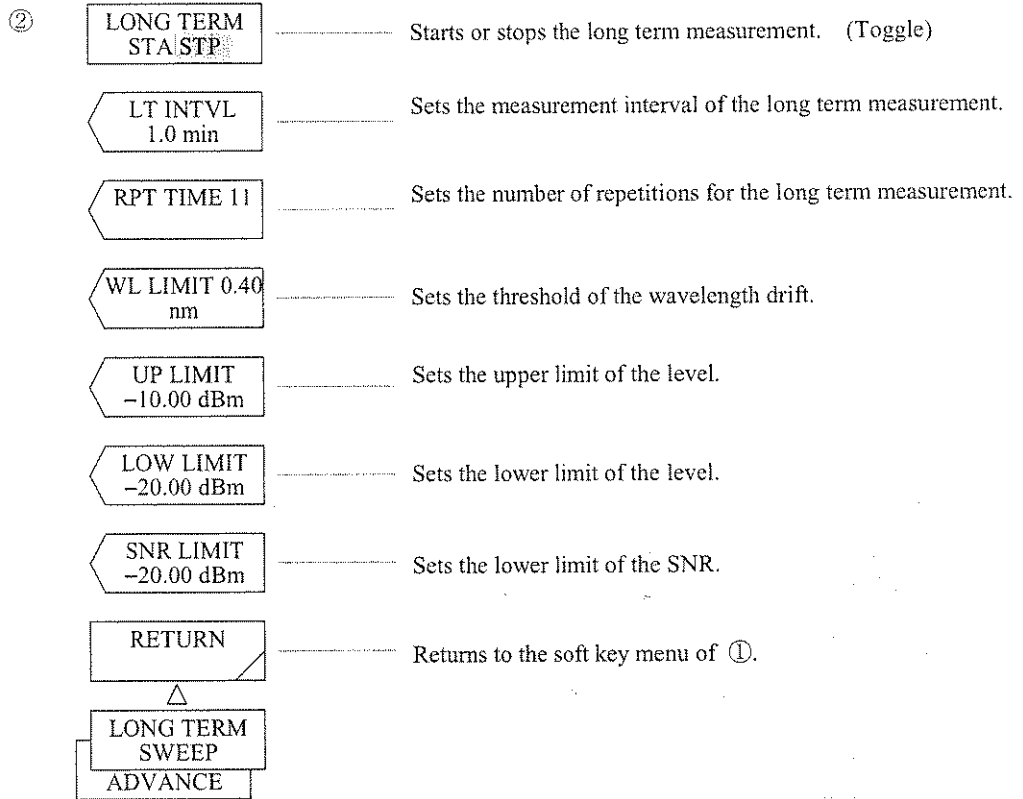 ②
LONG TERM
STA STP
Starts or stops the long term measurement. (Toggle)
LT INTVL
1.0 min
Sets the measurement interval of the long term measurement.
RPT TIME 11
Sets the number of repetitions for the long term measurement.
WL LIMIT 0.40
nm
Sets the threshold of the wavelength drift.
UP LIMIT
−10.00 dBm
Sets the upper limit of the level.
LOW LIMIT
−20.00 dBm
Sets the lower limit of the level.
SNR LIMIT
−20.00 dBm
Sets the lower limit of the SNR.
RETURN
Returns to the soft key menu of ①.
LONG TERM
SWEEP
ADVANCE